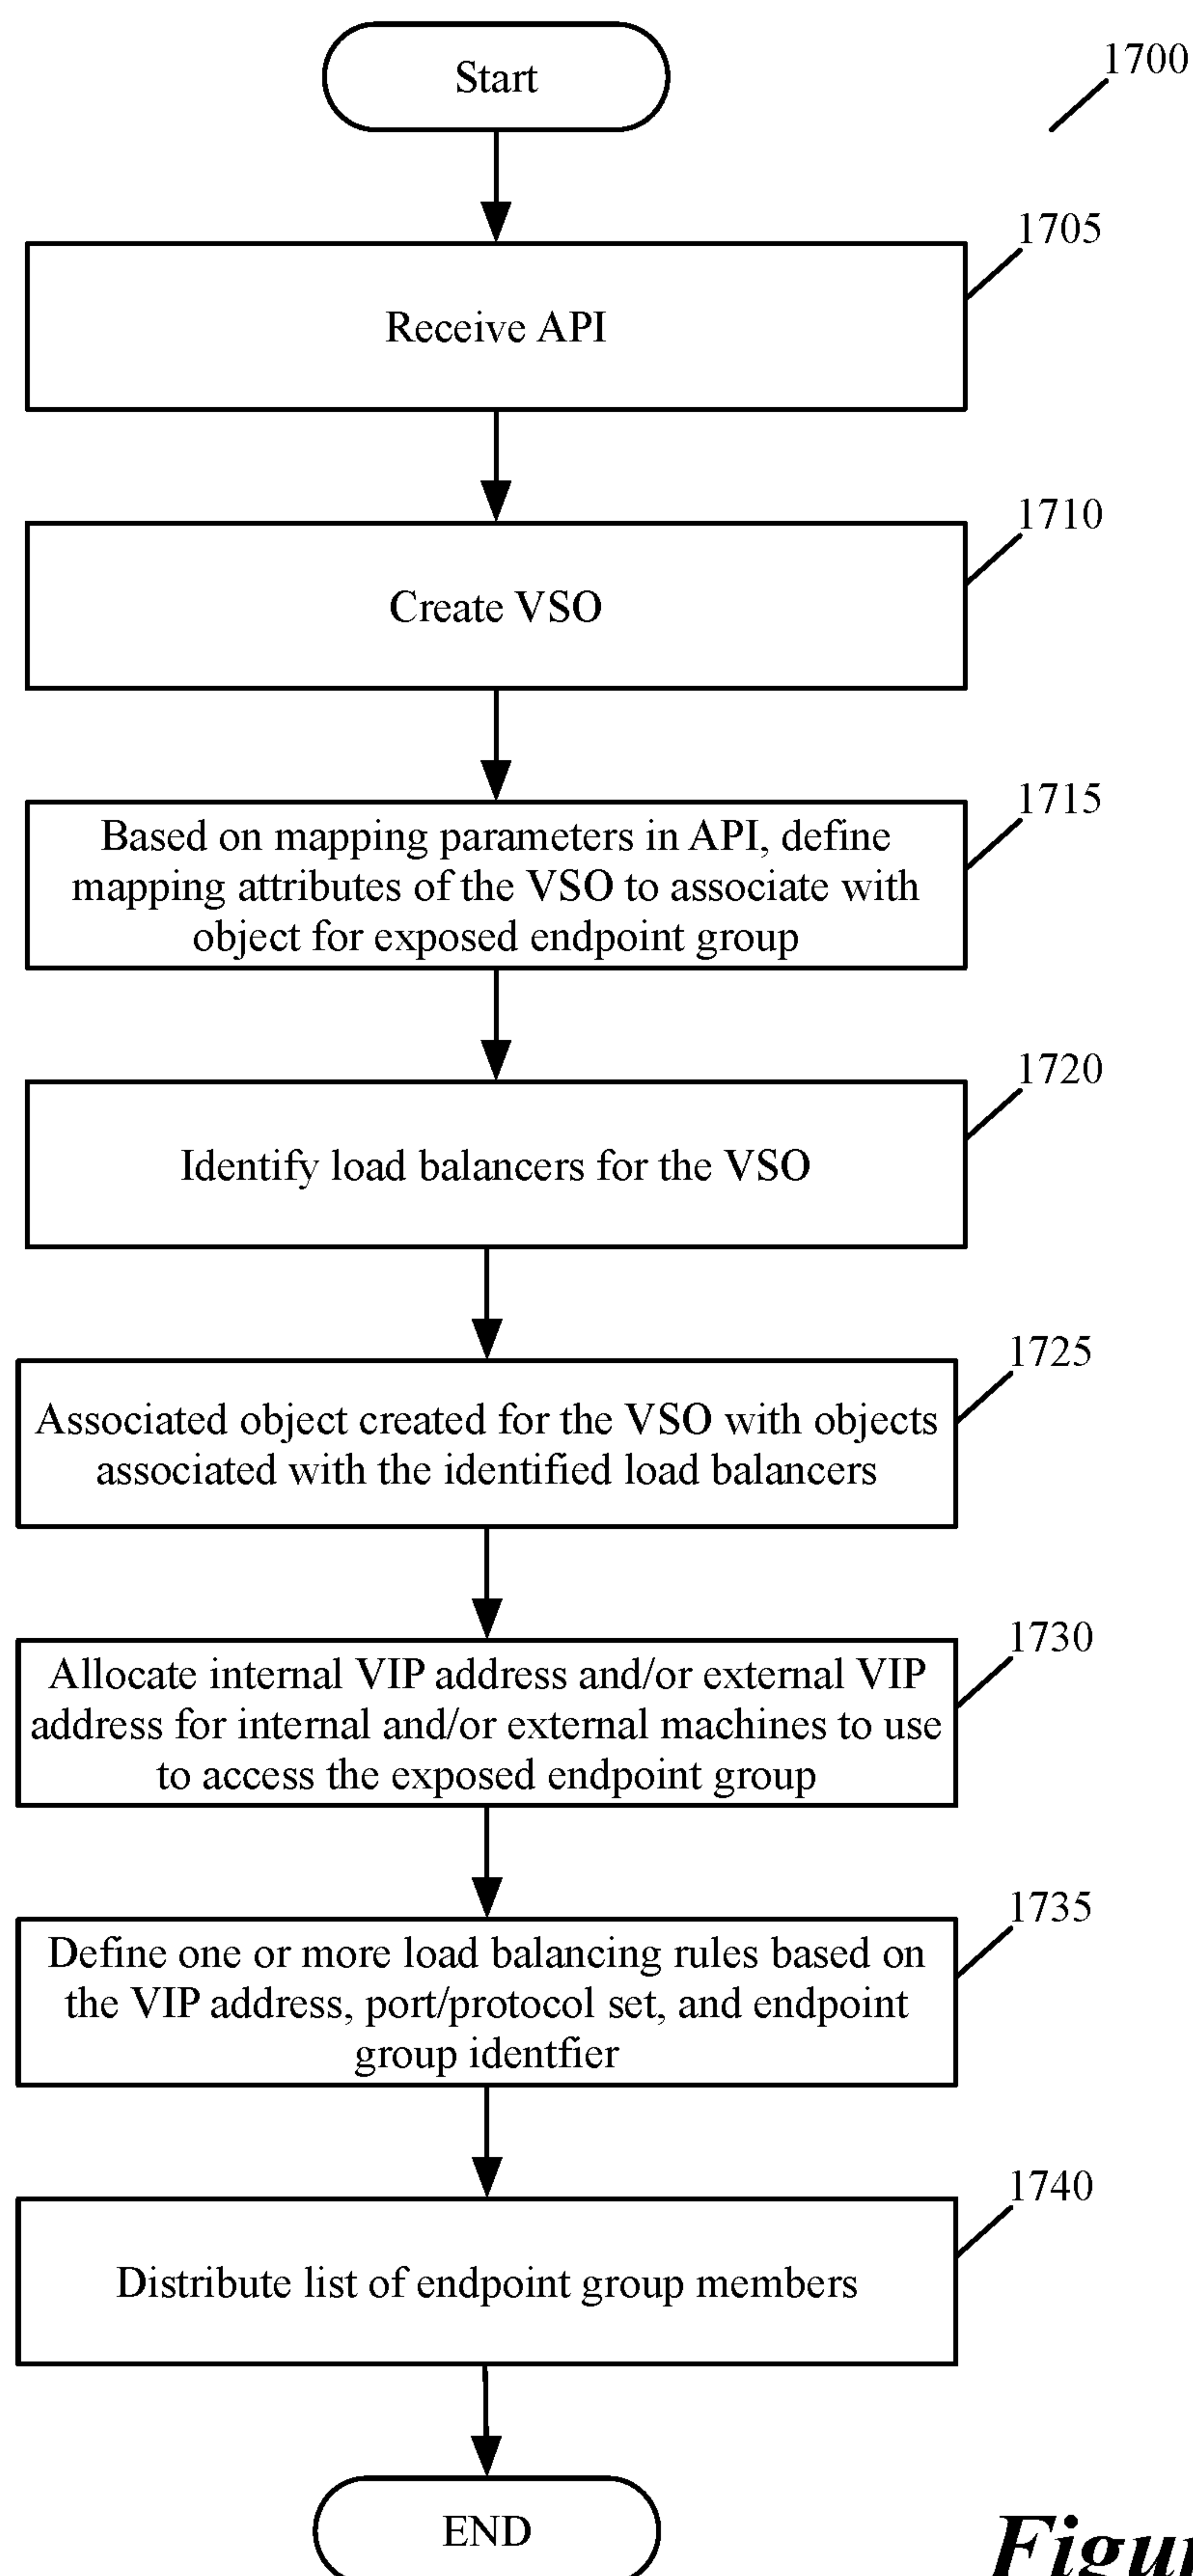 Start
1700
1705
Receive API
1710
Create VSO
1715
Based on mapping parameters in API, define
mapping attributes of the VSO to associate with
object for exposed endpoint group
1720
Identify load balancers for the VSO
1725
Associated object created for the VSO with objects
associated with the identified load balancers
1730
Allocate internal VIP address and/or external VIP
address for internal and/or external machines to use
to access the exposed endpoint group
1735
Define one or more load balancing rules based on
the VIP address, port/protocol set, and endpoint
group identfier
1740
Distribute list of endpoint group members
END